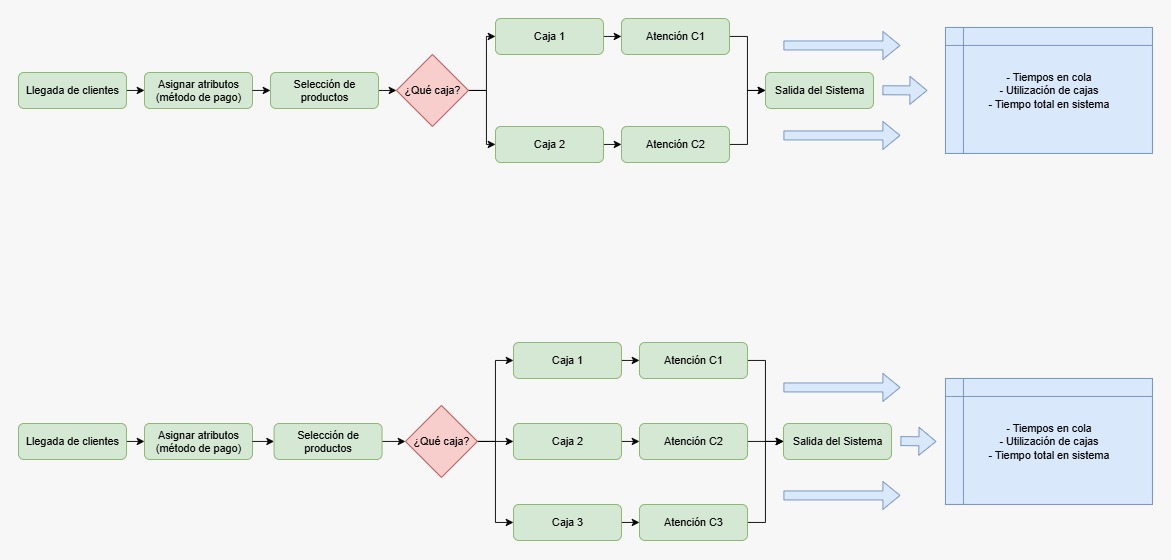 Llegada de clientes
Asignar atributos
(método de pago)
Selección de
productos
¿Qué caja?
Caja 1
Atención C1
Caja 2
Atención C2
Salida del Sistema
- Tiempos en cola
- Utilización de cajas
- Tiempo total en sistema
Llegada de clientes
Asignar atributos
(método de pago)
Selección de
productos
¿Qué caja?
Caja 1
Atención C1
Caja 2
Atención C2
Caja 3
Atención C3
Salida del Sistema
- Tiempos en cola
- Utilización de cajas
- Tiempo total en sistema